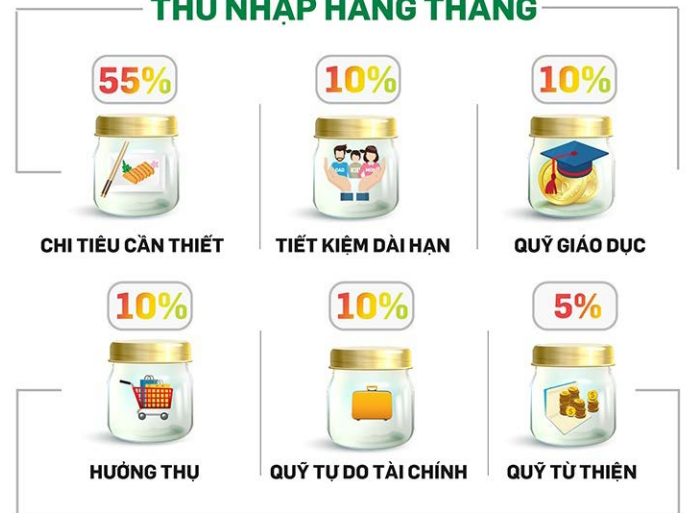 THU NHẬP HÀNG THÁNG
55%
10%
10%
CHI TIÊU CẦN THIẾT
TIẾT KIỆM DÀI HẠN
QUỸ GIÁO DỤC
10%
10%
5%
HƯỞNG THỤ
QUỸ TỰ DO TÀI CHÍNH
QUỸ TỪ THIỆN